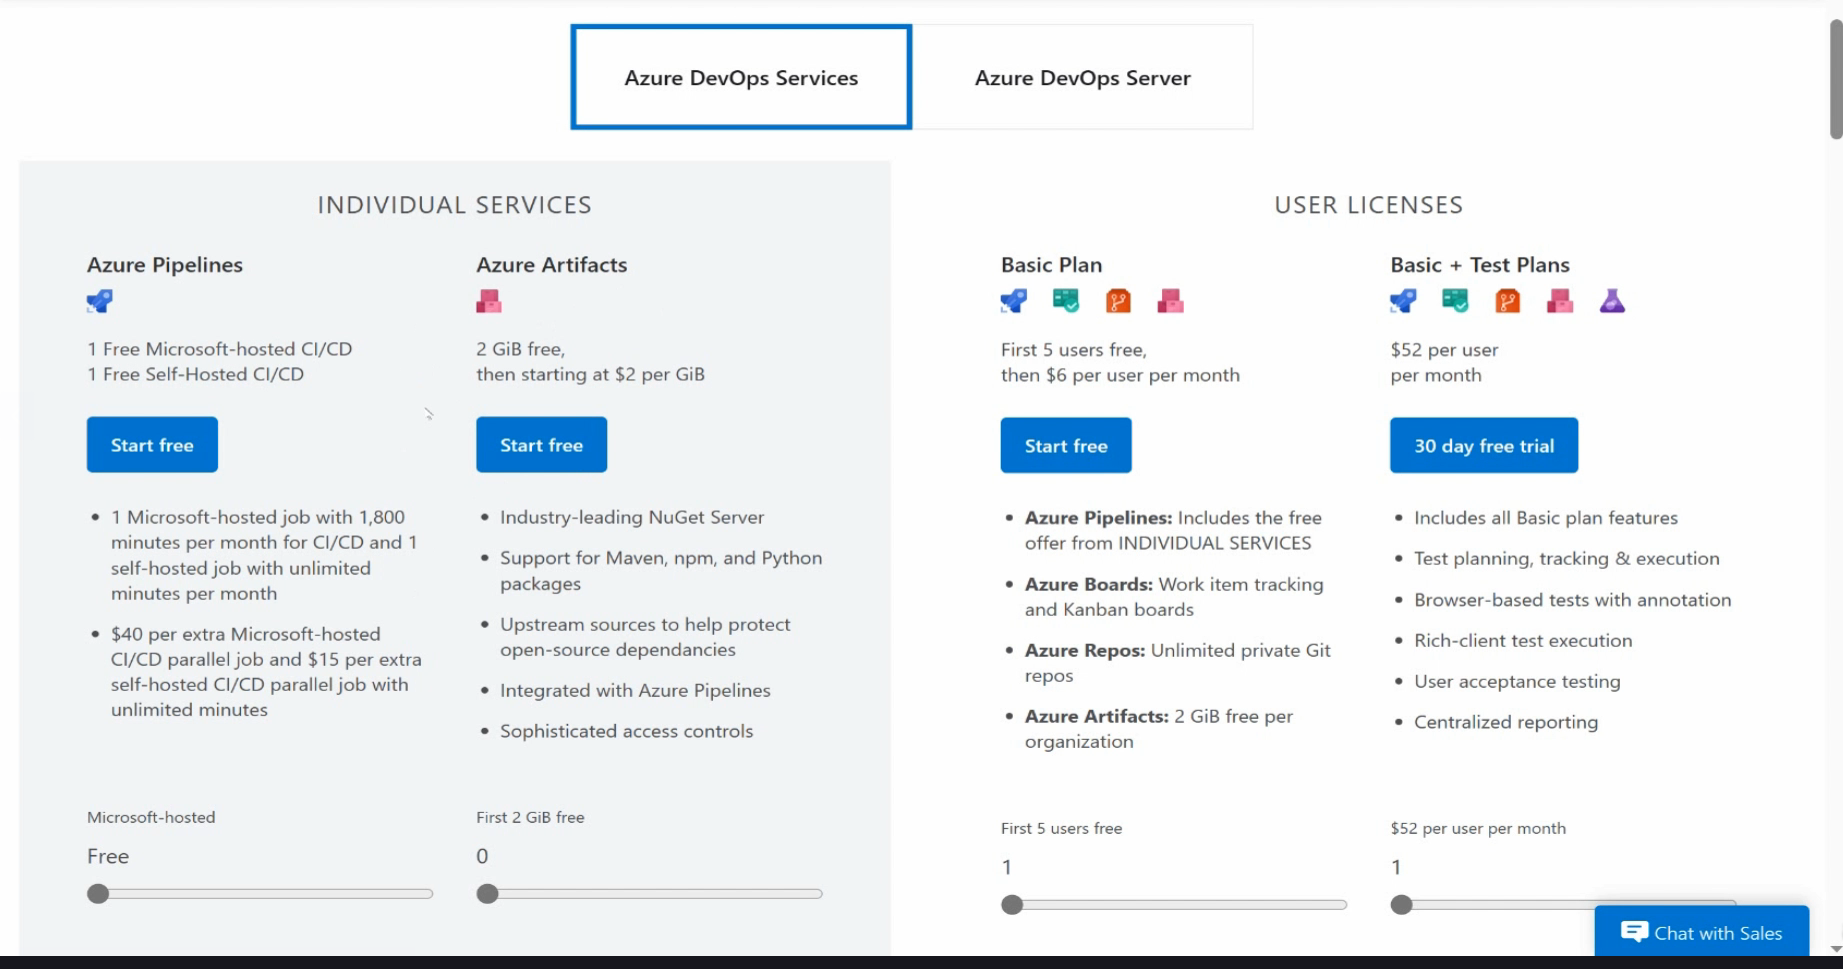 Azure DevOps Services
Azure DevOps Server
INDIVIDUAL SERVICES
Azure Pipelines
1 Free Microsoft-hosted CI/CD
1 Free Self-Hosted CI/CD
Start free
• 1 Microsoft-hosted job with 1,800
minutes per month for CI/CD and 1
self-hosted job with unlimited
minutes per month
• $40 per extra Microsoft-hosted
CI/CD parallel job and $15 per extra
self-hosted CI/CD parallel job with
unlimited minutes
Microsoft-hosted
Free
Azure Artifacts
2 GiB free,
then starting at $2 per GiB
Start free
• Industry-leading NuGet Server
• Support for Maven, npm, and Python
packages
• Upstream sources to help protect
open-source dependancies
• Integrated with Azure Pipelines
• Sophisticated access controls
First 2 GiB free
0
USER LICENSES
Basic Plan
First 5 users free,
then $6 per user per month
Start free
• Azure Pipelines: Includes the free
offer from INDIVIDUAL SERVICES
• Azure Boards: Work item tracking
and Kanban boards
• Azure Repos: Unlimited private Git
repos
• Azure Artifacts: 2 GiB free per
organization
First 5 users free
1
Basic + Test Plans
$52 per user
per month
30 day free trial
• Includes all Basic plan features
• Test planning, tracking & execution
• Browser-based tests with annotation
• Rich-client test execution
• User acceptance testing
• Centralized reporting
$52 per user per month
1
Chat with Sales